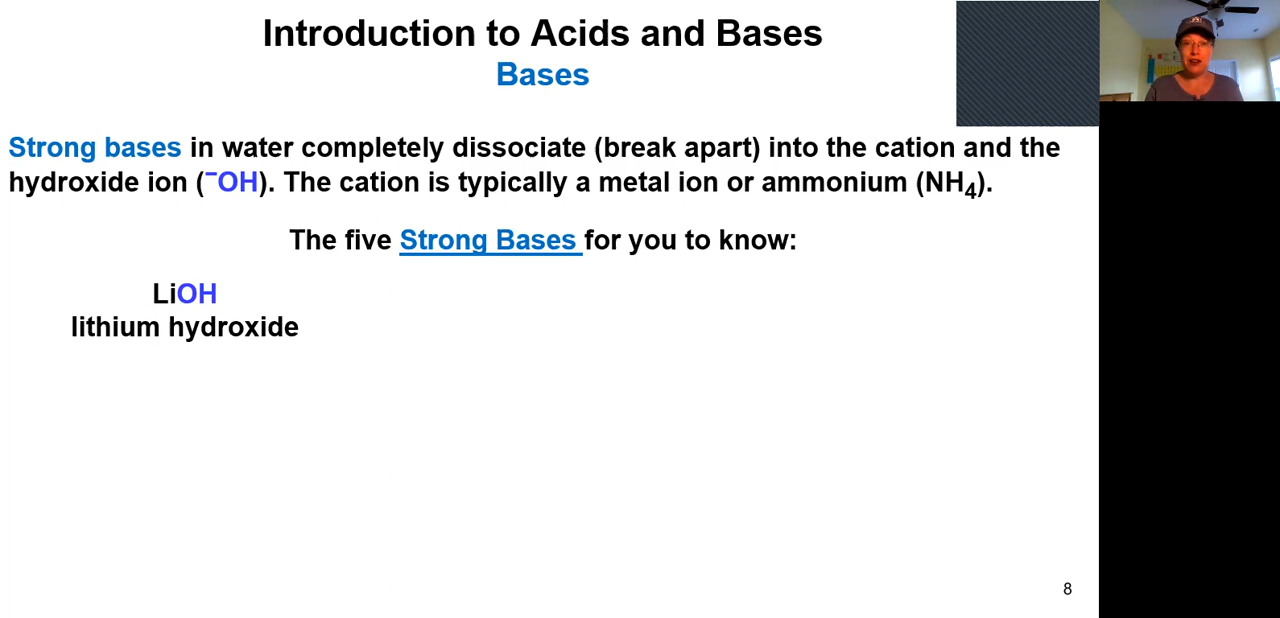 Introduction to Acids and Bases
Bases
Strong bases in water completely dissociate (break apart) into the cation and the
hydroxide ion (⁻OH). The cation is typically a metal ion or ammonium (NH₄).
The five Strong Bases for you to know:
LiOH
lithium hydroxide
8